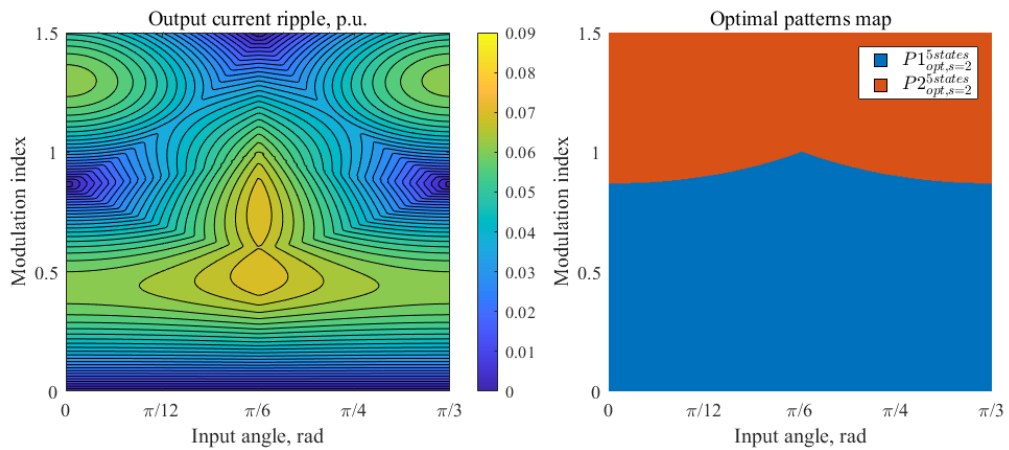 Output current ripple, p.u.
1.5
1
0.5
0
Modulation index
0
π/12
π/6
π/4
π/3
Input angle, rad
0.09
0.08
0.07
0.06
0.05
0.04
0.03
0.02
0.01
0
Optimal patterns map
1.5
1
0.5
0
Modulation index
0
π/12
π/6
π/4
π/3
Input angle, rad
P1^{5states}_{opt,s=2}
P2^{5states}_{opt,s=2}